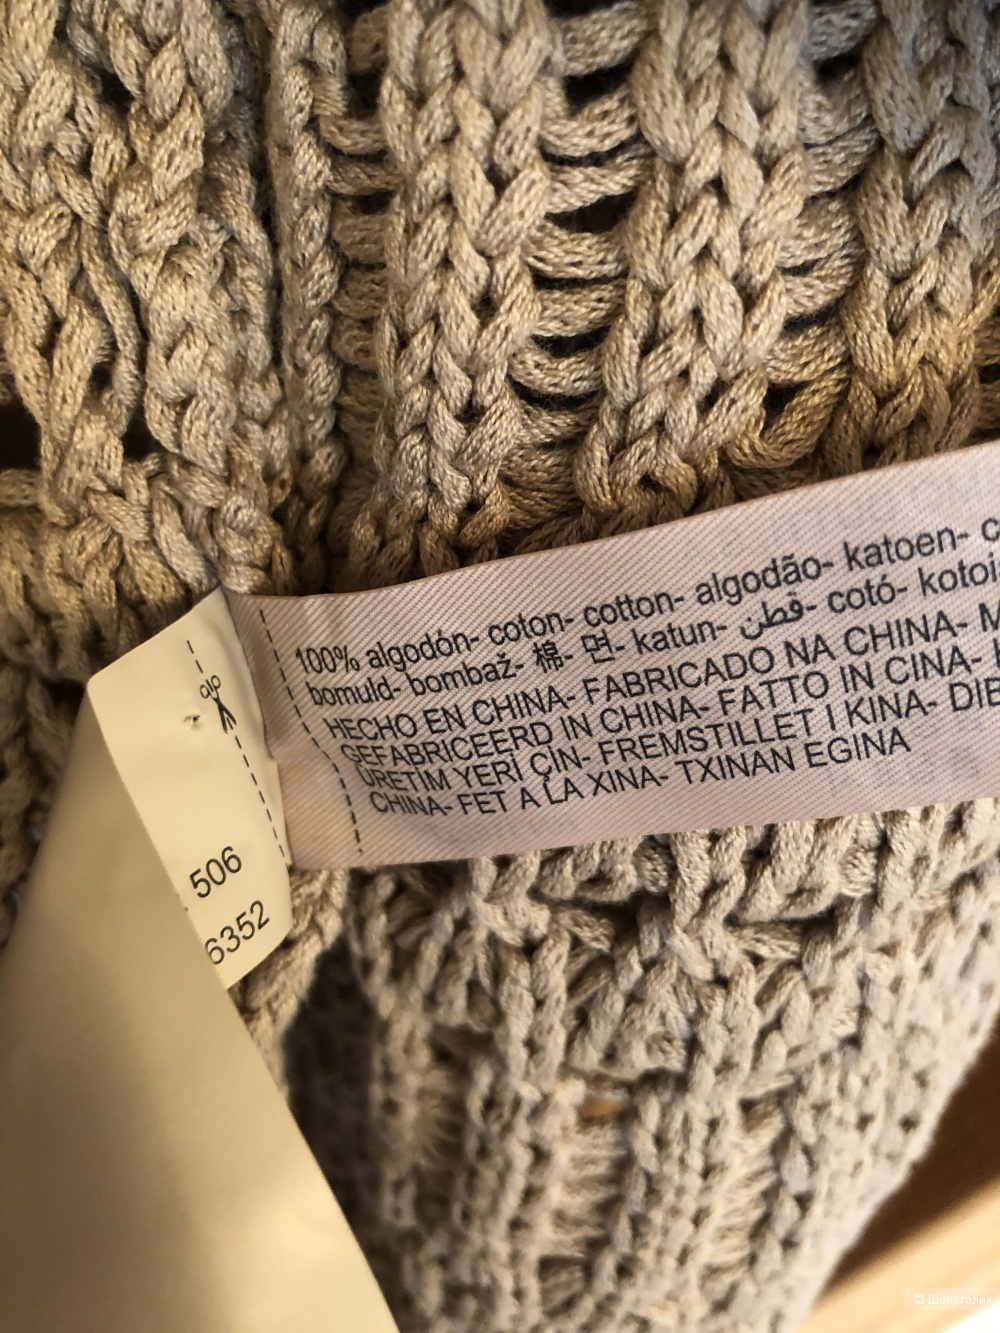 100% algodón- coton- cotton- algodão- katoen-
bomuld- bombaž- 棉- 면- katun- قطن- cotó-
HECHO EN CHINA- FABRICADO NA CHINA-
GEFABRICEERD IN CHINA- FATTO IN CINA-
ÜRETİM YERİ ÇİN- FREMSTILLET I KINA-
CHINA- FET A LA XINA- TXINAN EGINA
506
6352
© Шопоголик